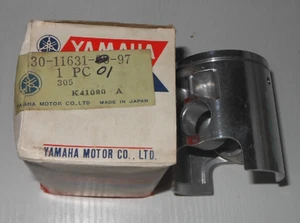 YAMAHA
30-11631-97
1 PC 01
305
K41090 A
YAMAHA MOTOR CO., LTD. MADE IN JAPAN
YAMAHA MOTOR CO., LTD.